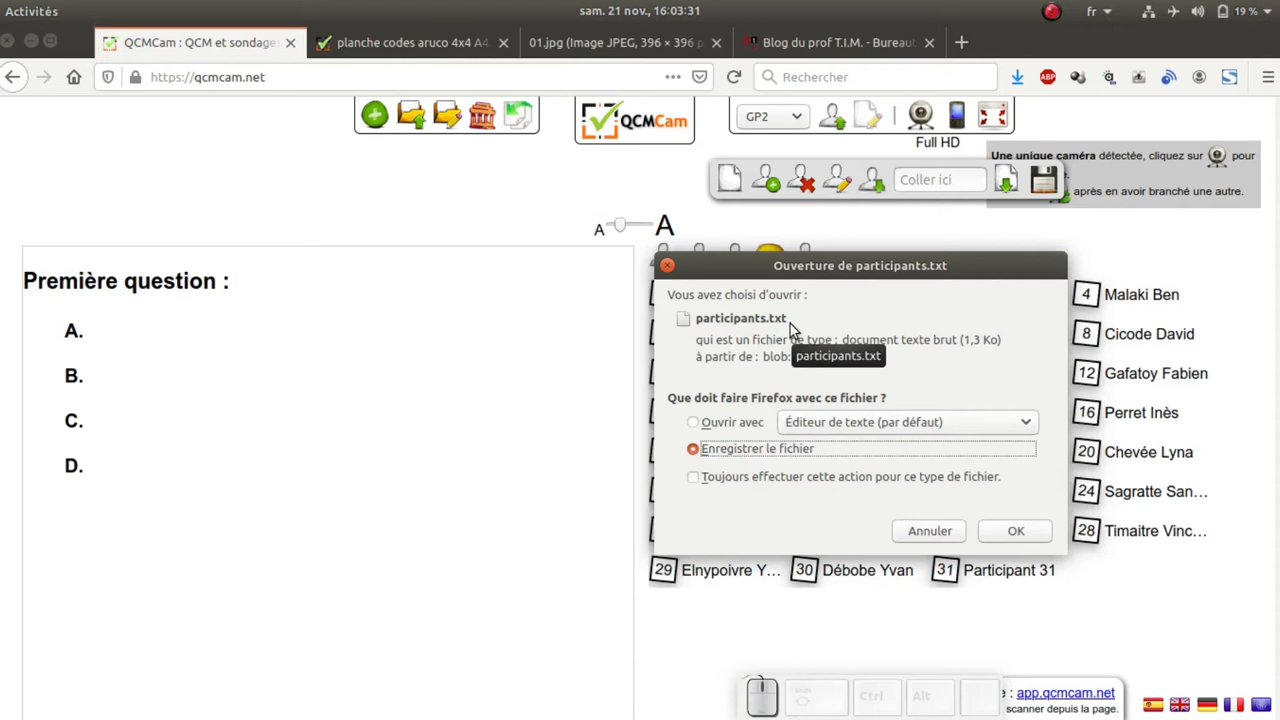 Activités
sam. 21 nov., 16:03:31
fr
19 %
QCMCam : QCM et sondages
planche codes aruco 4x4 A4
01.jpg (Image JPEG, 396 × 396 p
Blog du prof T.I.M. - Bureaut
https://qcmcam.net
Rechercher
ABP
QCMCam
GP2
Full HD
Une unique caméra détectée, cliquez sur pour
après en avoir branché une autre.
Coller ici
A A
Première question :
A.
B.
C.
D.
Ouverture de participants.txt
Vous avez choisi d’ouvrir :
participants.txt
qui est un fichier de type : document texte brut (1,3 Ko)
à partir de : blob:
participants.txt
Que doit faire Firefox avec ce fichier ?
Ouvrir avec
Éditeur de texte (par défaut)
Enregistrer le fichier
Toujours effectuer cette action pour ce type de fichier.
Annuler
OK
4 Malaki Ben
8 Cicode David
12 Gafatoy Fabien
16 Perret Inès
20 Chevée Lyna
24 Sagratte San…
28 Timaitre Vinc…
29 Elnypoivre Y…
30 Débobe Yvan
31 Participant 31
Ctrl
Alt
: app.qcmcam.net
scanner depuis la page.